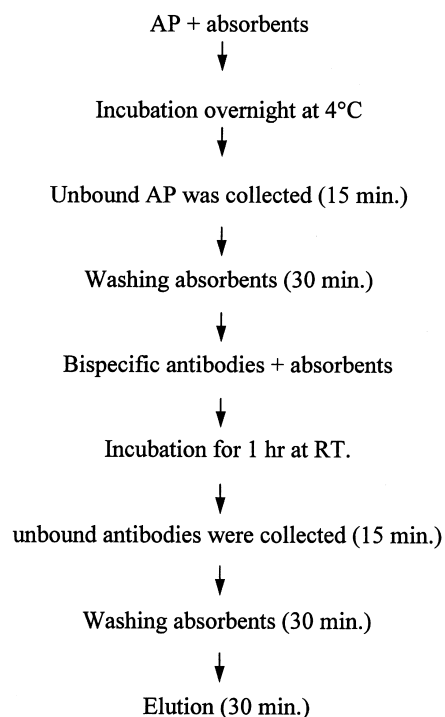 AP + absorbents
Incubation overnight at 4°C
Unbound AP was collected (15 min.)
Washing absorbents (30 min.)
Bispecific antibodies + absorbents
Incubation for 1 hr at RT.
unbound antibodies were collected (15 min.)
Washing absorbents (30 min.)
Elution (30 min.)